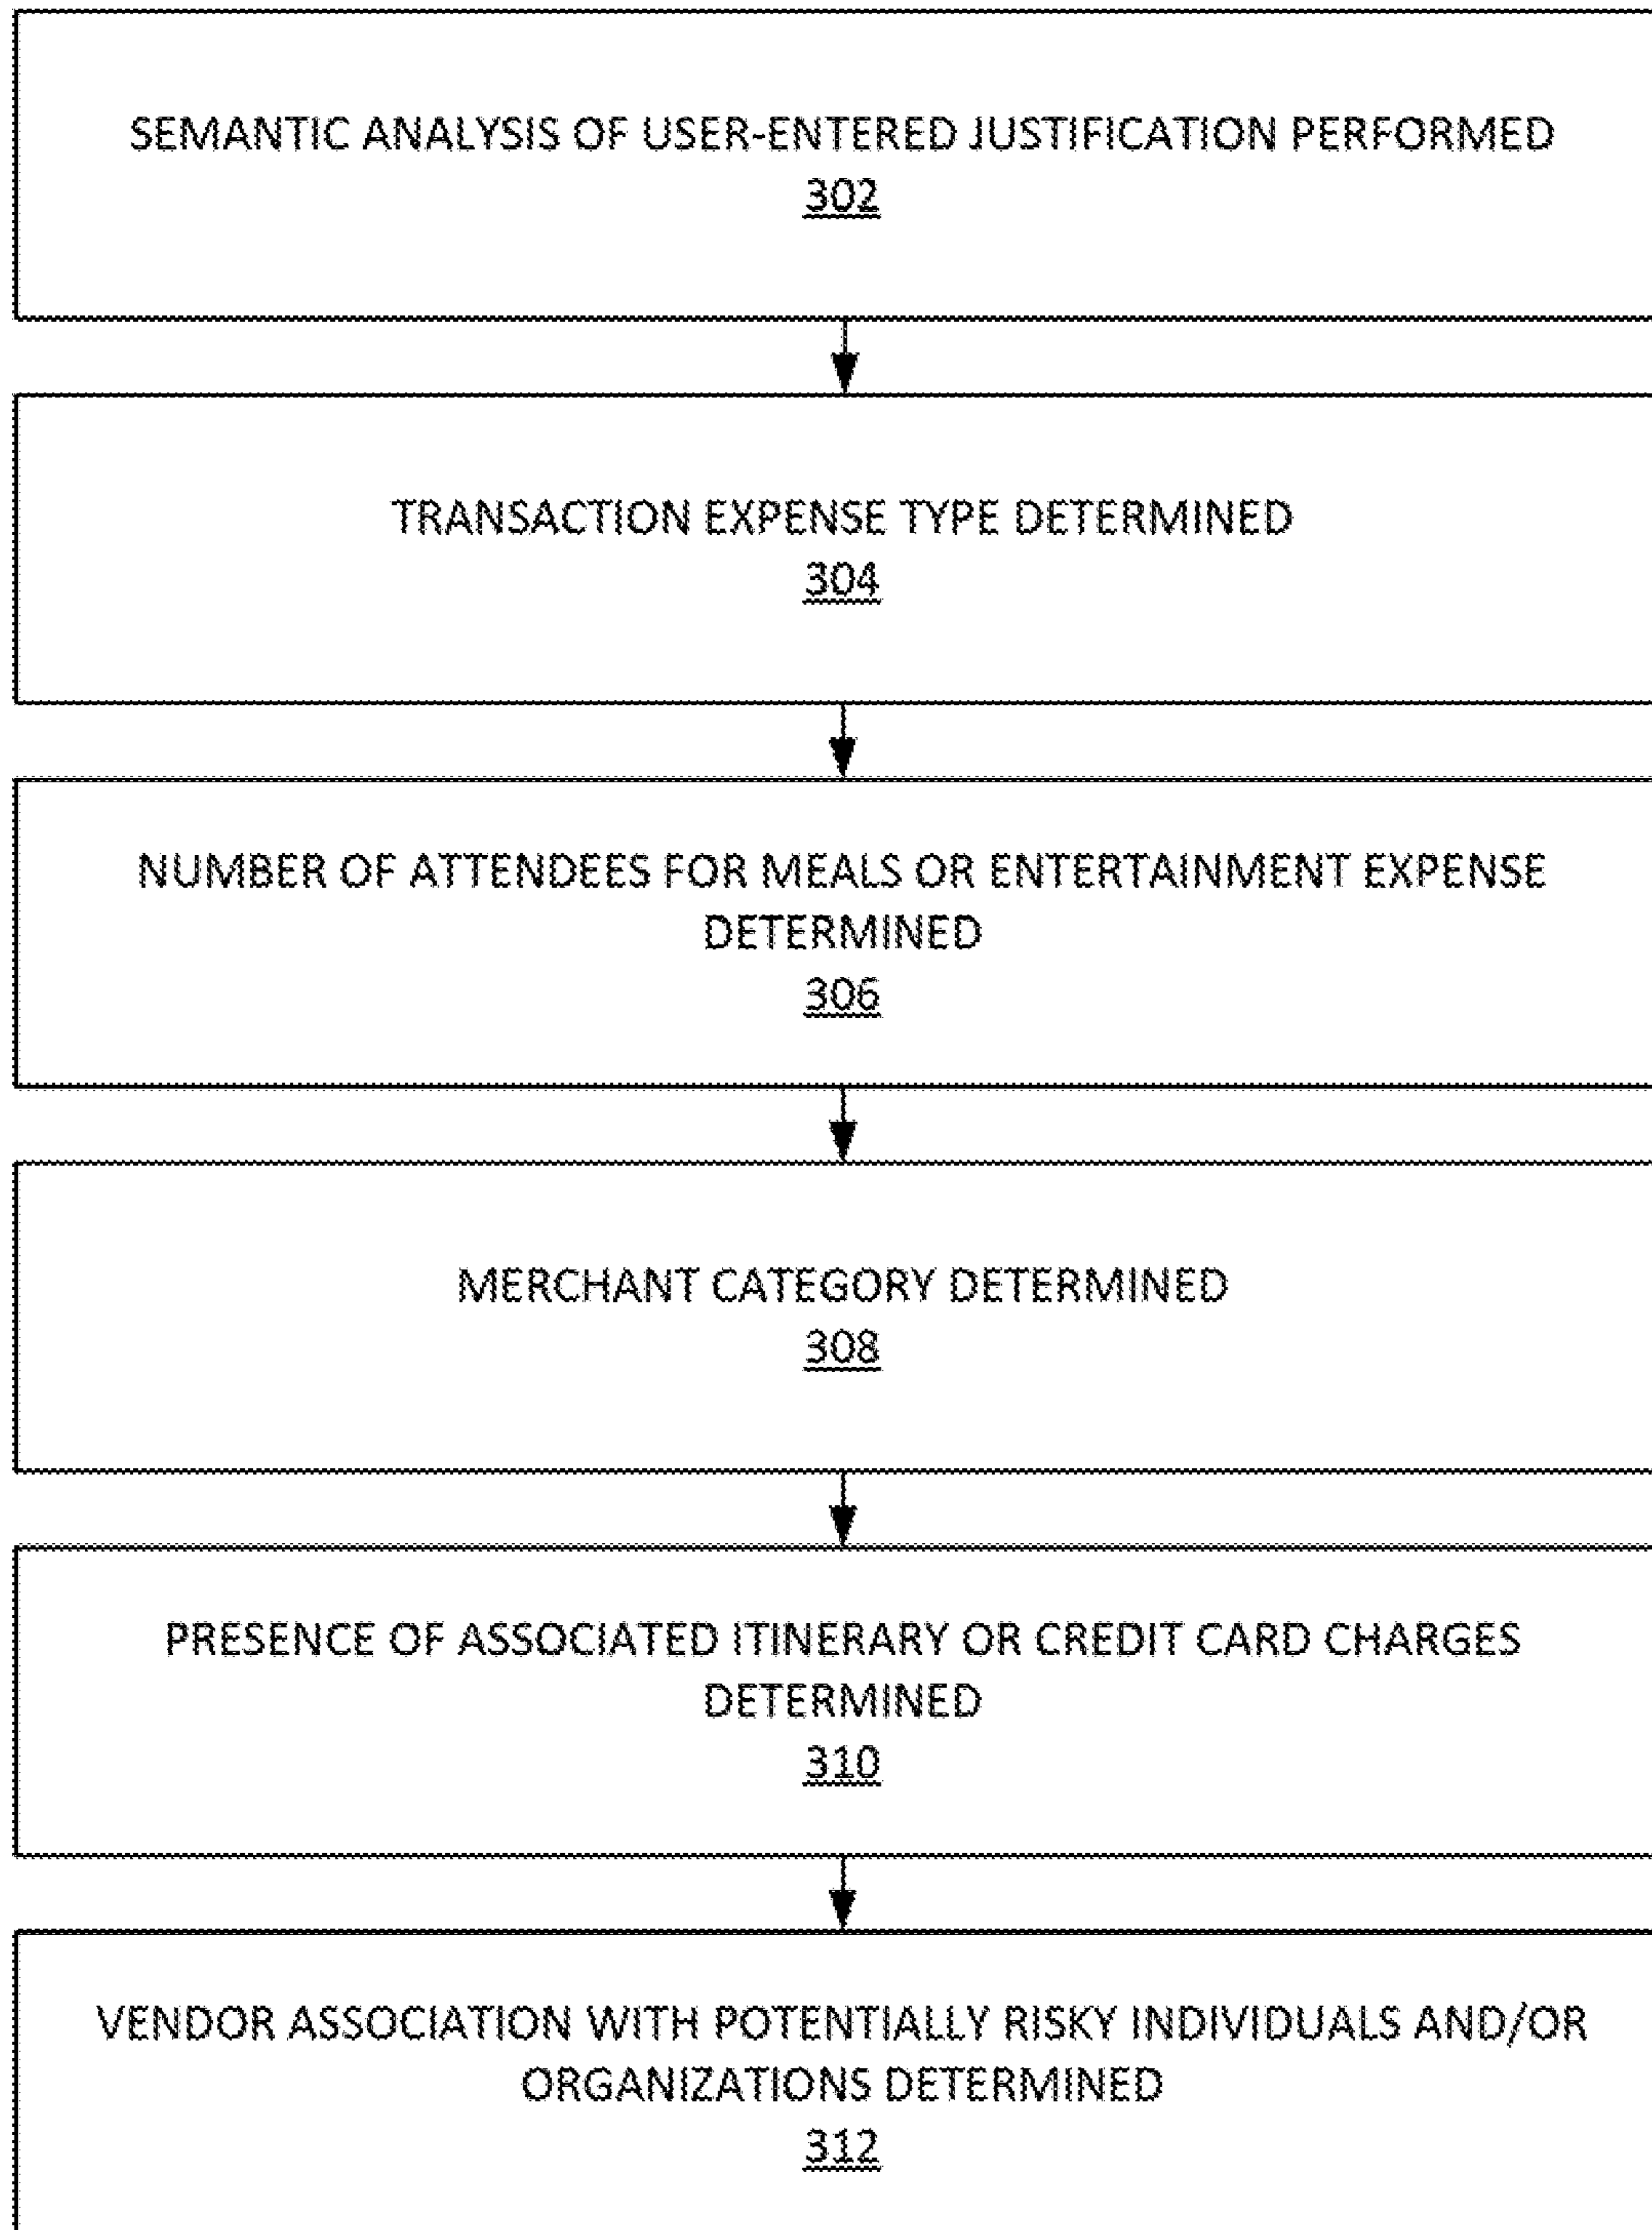 SEMANTIC ANALYSIS OF USER-ENTERED JUSTIFICATION PERFORMED
302
TRANSACTION EXPENSE TYPE DETERMINED
304
NUMBER OF ATTENDEES FOR MEALS OR ENTERTAINMENT EXPENSE
DETERMINED
306
MERCHANT CATEGORY DETERMINED
308
PRESENCE OF ASSOCIATED ITINERARY OR CREDIT CARD CHARGES
DETERMINED
310
VENDOR ASSOCIATION WITH POTENTIALLY RISKY INDIVIDUALS AND/OR
ORGANIZATIONS DETERMINED
312